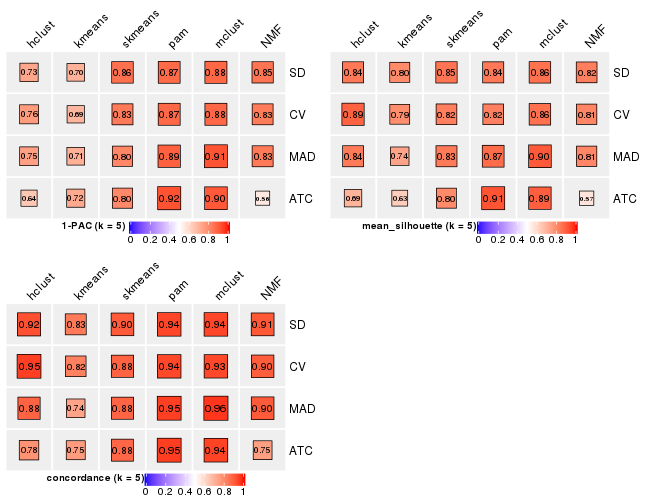 hclust kmeans skmeans pam mclust NMF
0.73 0.70 0.86 0.87 0.88 0.85 SD
0.76 0.69 0.83 0.87 0.88 0.83 CV
0.75 0.71 0.80 0.89 0.91 0.83 MAD
0.64 0.72 0.80 0.92 0.90 0.56 ATC
1-PAC (k = 5)
0 0.2 0.4 0.6 0.8 1
hclust kmeans skmeans pam mclust NMF
0.84 0.80 0.85 0.84 0.86 0.82 SD
0.89 0.79 0.82 0.82 0.86 0.81 CV
0.84 0.74 0.83 0.87 0.90 0.81 MAD
0.69 0.63 0.80 0.91 0.89 0.57 ATC
mean_silhouette (k = 5)
0 0.2 0.4 0.6 0.8 1
hclust kmeans skmeans pam mclust NMF
0.92 0.83 0.90 0.94 0.94 0.91 SD
0.95 0.82 0.88 0.94 0.93 0.90 CV
0.88 0.74 0.88 0.95 0.96 0.90 MAD
0.78 0.75 0.88 0.95 0.94 0.75 ATC
concordance (k = 5)
0 0.2 0.4 0.6 0.8 1